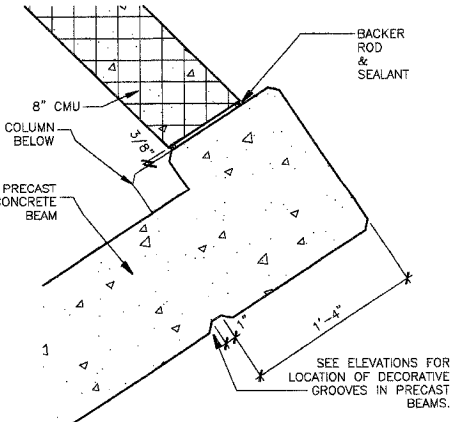 BACKER
ROD
&
SEALANT
8" CMU
COLUMN
BELOW
3/8"
PRECAST
CONCRETE
BEAM
1"
1'-4"
SEE ELEVATIONS FOR
LOCATION OF DECORATIVE
GROOVES IN PRECAST
BEAMS.